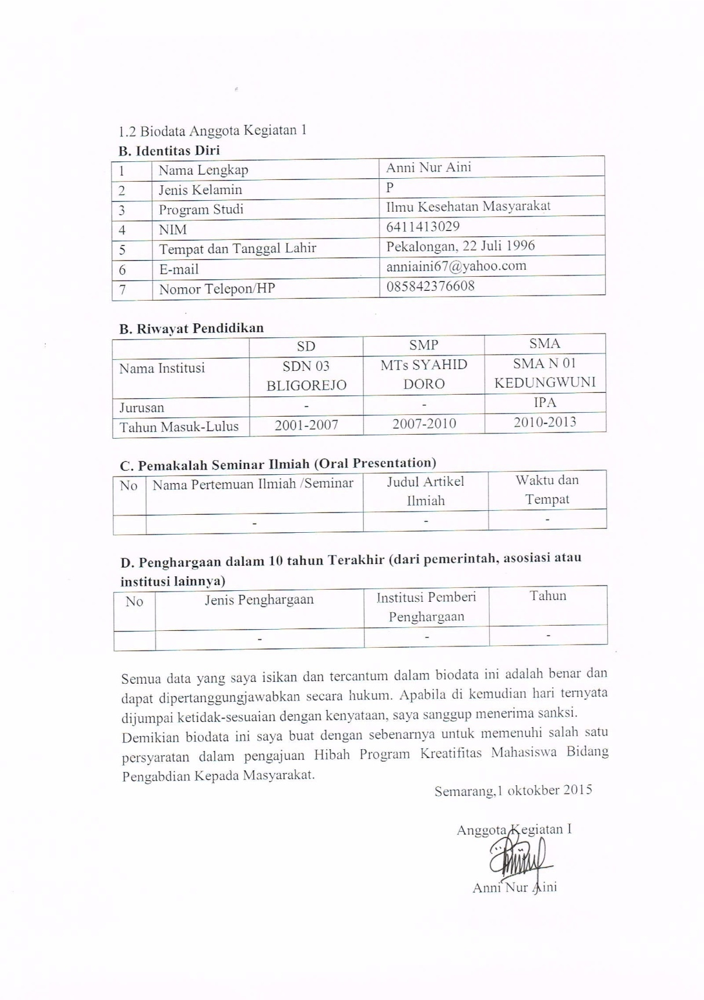 1.2 Biodata Anggota Kegiatan 1
B. Identitas Diri
1 Nama Lengkap Anni Nur Aini
2 Jenis Kelamin P
3 Program Studi Ilmu Kesehatan Masyarakat
4 NIM 6411413029
5 Tempat dan Tanggal Lahir Pekalongan, 22 Juli 1996
6 E-mail anniaini67@yahoo.com
7 Nomor Telepon/HP 085842376608
B. Riwayat Pendidikan
SD SMP SMA
Nama Institusi SDN 03 MTs SYAHID SMA N 01
BLIGOREJO DORO KEDUNGWUNI
Jurusan - - IPA
Tahun Masuk-Lulus 2001-2007 2007-2010 2010-2013
C. Pemakalah Seminar Ilmiah (Oral Presentation)
No Nama Pertemuan Ilmiah /Seminar Judul Artikel Waktu dan
Ilmiah Tempat
- - -
D. Penghargaan dalam 10 tahun Terakhir (dari pemerintah, asosiasi atau
institusi lainnya)
No Jenis Penghargaan Institusi Pemberi Tahun
Penghargaan
- - -
Semua data yang saya isikan dan tercantum dalam biodata ini adalah benar dan
dapat dipertanggungjawabkan secara hukum. Apabila di kemudian hari ternyata
dijumpai ketidak-sesuaian dengan kenyataan, saya sanggup menerima sanksi.
Demikian biodata ini saya buat dengan sebenarnya untuk memenuhi salah satu
persyaratan dalam pengajuan Hibah Program Kreatifitas Mahasiswa Bidang
Pengabdian Kepada Masyarakat.
Semarang,1 oktokber 2015
Anggota Kegiatan I
Anni Nur Aini